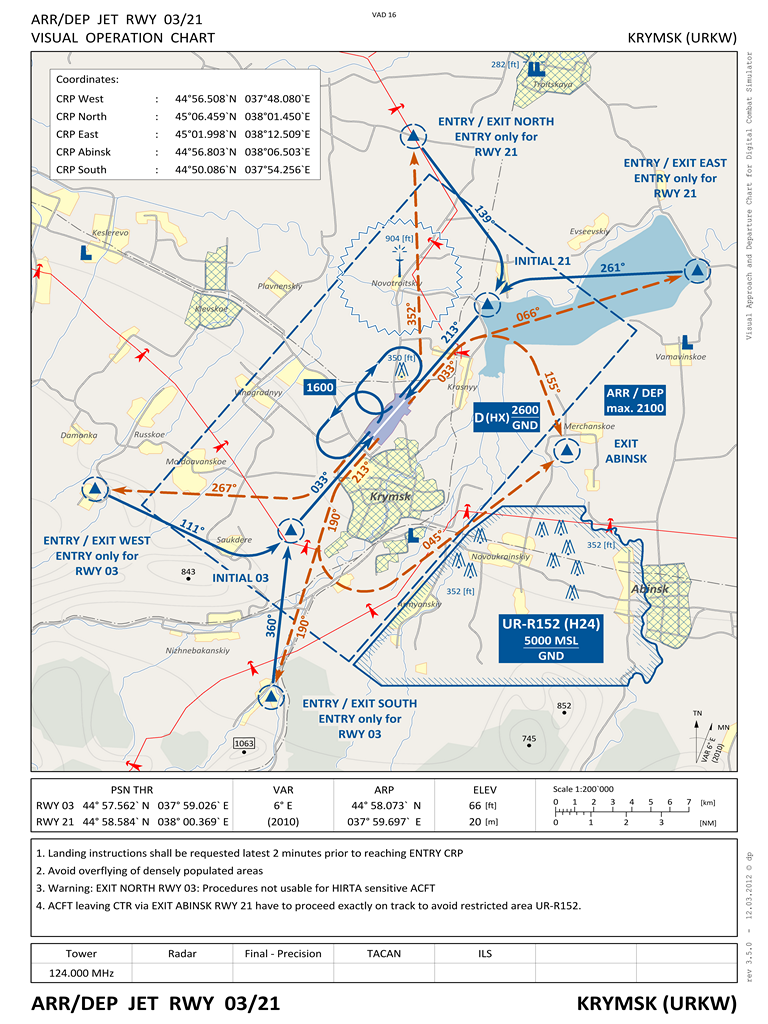 VAD 16
ARR/DEP JET RWY 03/21
VISUAL OPERATION CHART
KRYMSK (URKW)
Coordinates:
CRP West : 44°56.508`N 037°48.080`E
CRP North : 45°06.459`N 038°01.450`E
CRP East : 45°01.998`N 038°12.509`E
CRP Abinsk : 44°56.803`N 038°06.503`E
CRP South : 44°50.086`N 037°54.256`E
282 [ft]
Troitskaya
ENTRY / EXIT NORTH
ENTRY only for
RWY 21
ENTRY / EXIT EAST
ENTRY only for
RWY 21
139°
Keslerevo
904 [ft]
Evseevskiy
INITIAL 21
261°
Plavnenskiy
Novotroitskiy
Klevskoe
352°
213°
066°
033°
350 [ft]
Vamavinskoe
1600
Krasnyy
155°
ARR / DEP
max. 2100
Vinogradnyy
D (HX) 2600
GND
Merchanskoe
EXIT
ABINSK
Damanka
Russkoe
Moldavanskoe
213°
033°
267°
Krymsk
190°
111°
045°
ENTRY / EXIT WEST
ENTRY only for
RWY 03
Saukdere
352 [ft]
Novoukrainskiy
843
INITIAL 03
352 [ft]
Abinsk
Armyanskiy
360°
190°
UR-R152 (H24)
5000 MSL
GND
Nizhnebakanskiy
ENTRY / EXIT SOUTH
ENTRY only for
RWY 03
852
745
1063
TN
MN
VAR 6° E
(2010)
Visual Approach and Departure Chart for Digital Combat Simulator
PSN THR VAR ARP ELEV Scale 1:200`000
RWY 03 44° 57.562` N 037° 59.026` E 6° E 44° 58.073` N 66 [ft] 0 1 2 3 4 5 6 7 [km]
RWY 21 44° 58.584` N 038° 00.369` E (2010) 037° 59.697` E 20 [m] 0 1 2 3 [NM]
1. Landing instructions shall be requested latest 2 minutes prior to reaching ENTRY CRP
2. Avoid overflying of densely populated areas
3. Warning: EXIT NORTH RWY 03: Procedures not usable for HIRTA sensitive ACFT
4. ACFT leaving CTR via EXIT ABINSK RWY 21 have to proceed exactly on track to avoid restricted area UR-R152.
rev 3.5.0 - 12.03.2012 © dp
Tower Radar Final - Precision TACAN ILS
124.000 MHz
ARR/DEP JET RWY 03/21
KRYMSK (URKW)